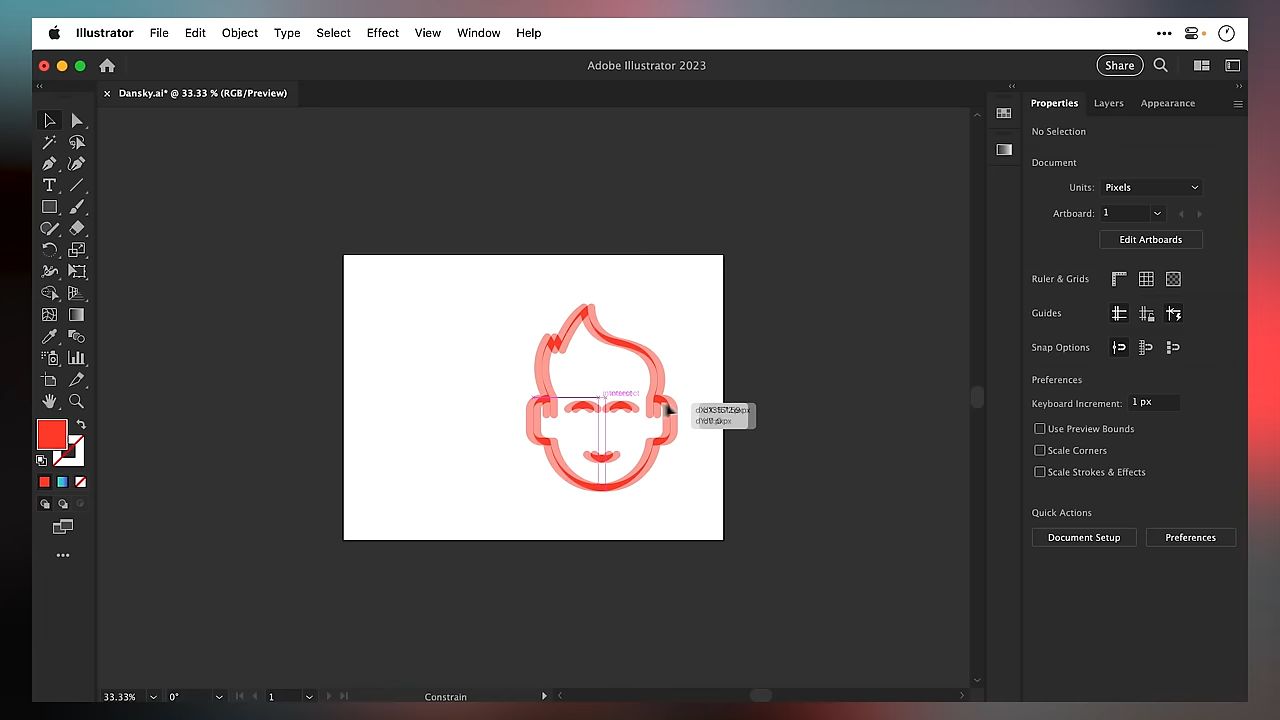 Illustrator File Edit Object Type Select Effect View Window Help
Adobe Illustrator 2023
Share
Dansky.ai* @ 33.33 % (RGB/Preview)
Properties Layers Appearance
No Selection
Document
Units: Pixels
Artboard: 1
Edit Artboards
Ruler & Grids
Guides
Snap Options
Preferences
Keyboard Increment: 1 px
Use Preview Bounds
Scale Corners
Scale Strokes & Effects
Quick Actions
Document Setup Preferences
33.33% 0° 1 Constrain